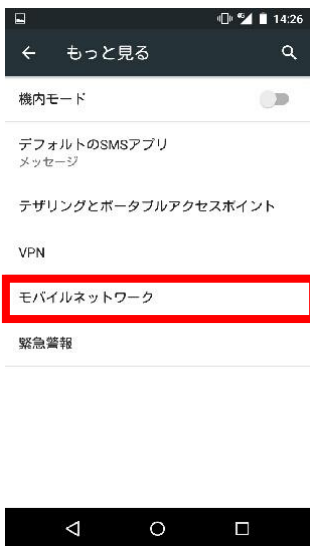 14:26
もっと見る
機内モード
デフォルトのSMSアプリ
メッセージ
テザリングとポータブルアクセスポイント
VPN
モバイルネットワーク
緊急警報